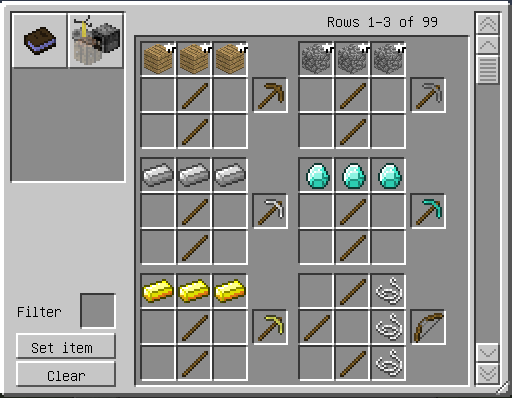 Rows 1-3 of 99
Filter
Set item
Clear